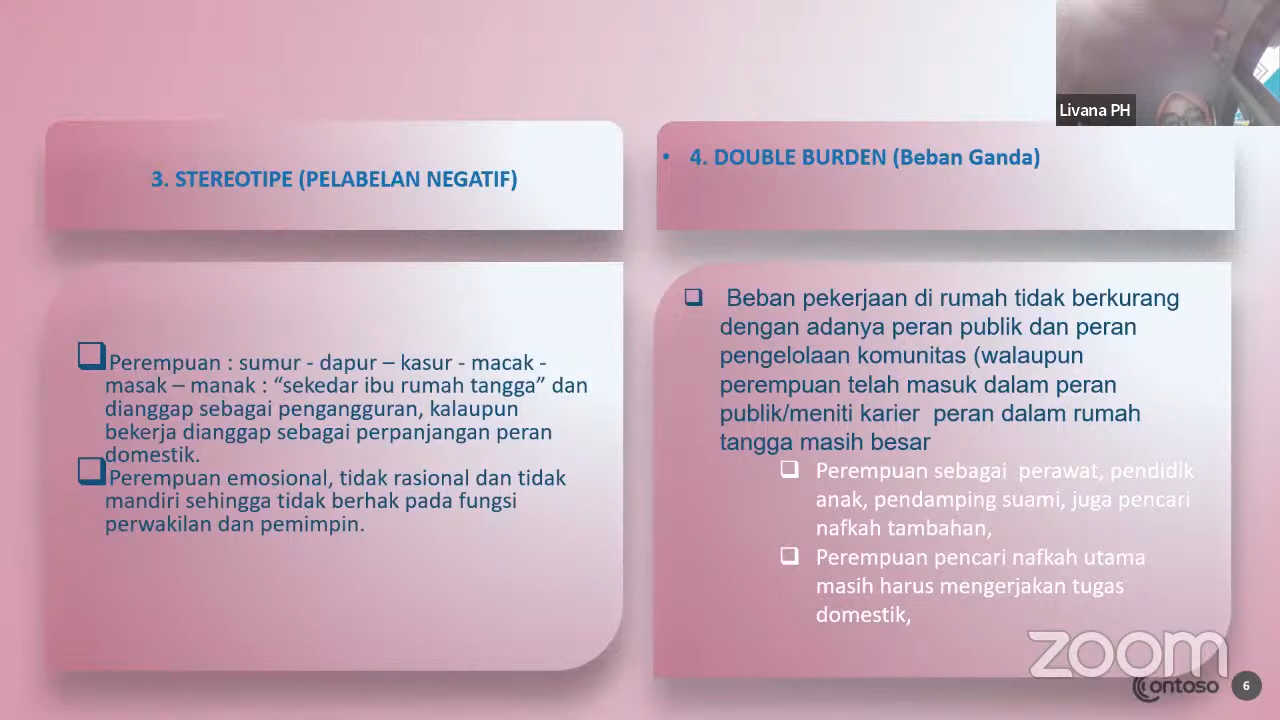 Livana PH
3. STEREOTIPE (PELABELAN NEGATIF)
• 4. DOUBLE BURDEN (Beban Ganda)
Perempuan : sumur - dapur – kasur - macak -
masak – manak : “sekedar ibu rumah tangga” dan
dianggap sebagai pengangguran, kalaupun
bekerja dianggap sebagai perpanjangan peran
domestik.
Perempuan emosional, tidak rasional dan tidak
mandiri sehingga tidak berhak pada fungsi
perwakilan dan pemimpin.
Beban pekerjaan di rumah tidak berkurang
dengan adanya peran publik dan peran
pengelolaan komunitas (walaupun
perempuan telah masuk dalam peran
publik/meniti karier peran dalam rumah
tangga masih besar
Perempuan sebagai perawat, pendidik
anak, pendamping suami, juga pencari
nafkah tambahan,
Perempuan pencari nafkah utama
masih harus mengerjakan tugas
domestik,
zoom
Contoso
6